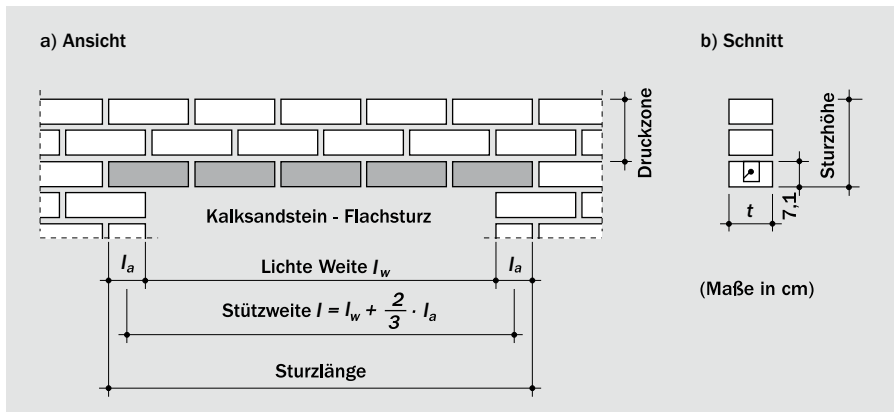 a) Ansicht
b) Schnitt
Druckzone
Sturzhöhe
Kalksandstein - Flachsturz
t
7,1
l_a
Lichte Weite l_w
l_a
(Maße in cm)
Stützweite l = l_w + 2/3 · l_a
Sturzlänge